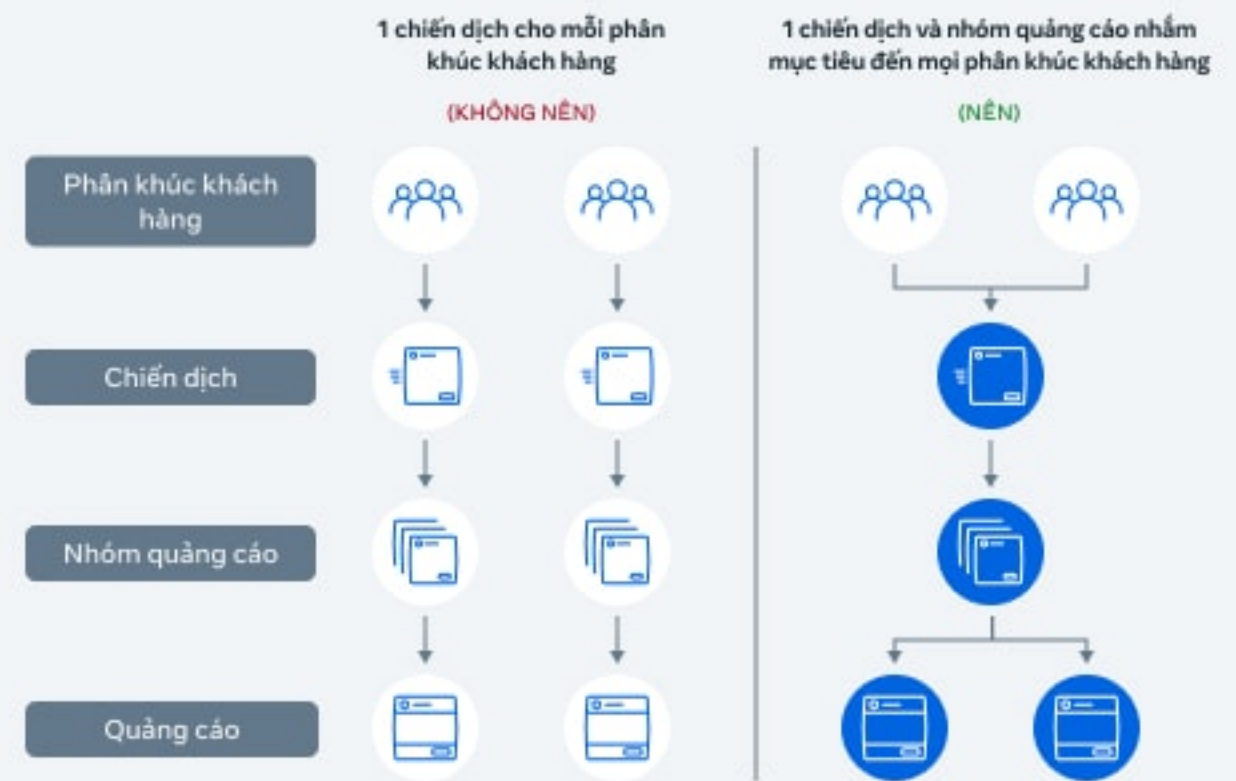 1 chiến dịch cho mỗi phân
khúc khách hàng
(KHÔNG NÊN)
1 chiến dịch và nhóm quảng cáo nhắm
mục tiêu đến mọi phân khúc khách hàng
(NÊN)
Phân khúc khách
hàng
Chiến dịch
Nhóm quảng cáo
Quảng cáo